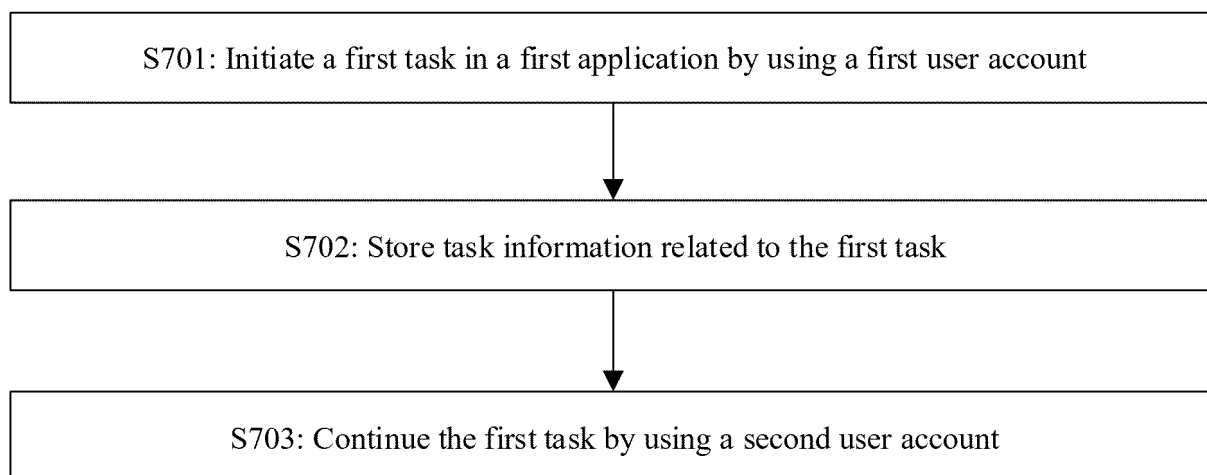 S701: Initiate a first task in a first application by using a first user account
S702: Store task information related to the first task
S703: Continue the first task by using a second user account